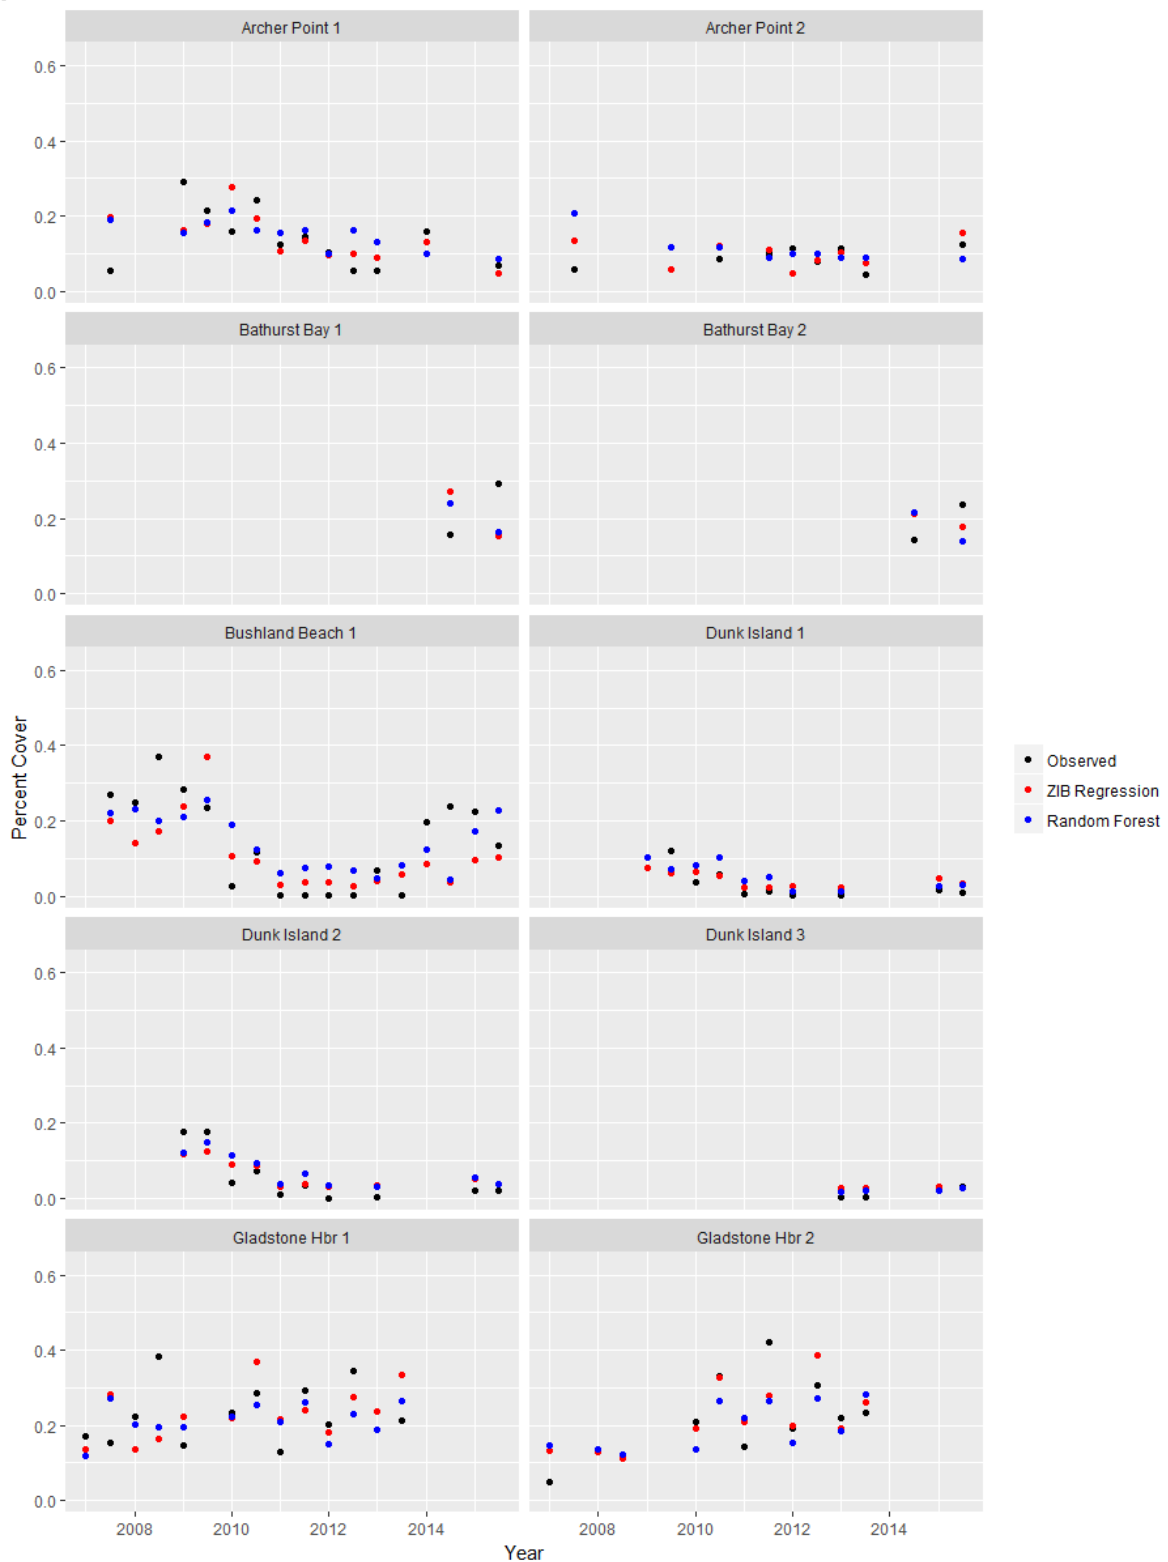 Archer Point 1
Archer Point 2
0.6
0.4
0.2
0.0
Bathurst Bay 1
Bathurst Bay 2
0.6
0.4
0.2
0.0
Bushland Beach 1
Dunk Island 1
0.6
0.4
0.2
0.0
Percent Cover
Observed
ZIB Regression
Random Forest
Dunk Island 2
Dunk Island 3
0.6
0.4
0.2
0.0
Gladstone Hbr 1
Gladstone Hbr 2
0.6
0.4
0.2
0.0
2008 2010 2012 2014
2008 2010 2012 2014
Year